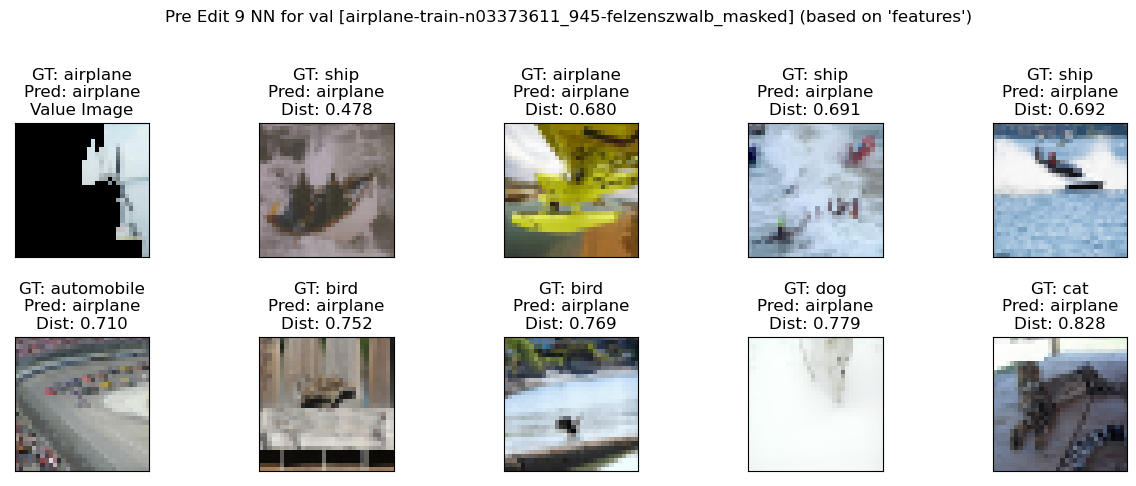 Pre Edit 9 NN for val [airplane-train-n03373611_945-felzenszwalb_masked] (based on 'features')
GT: airplane
Pred: airplane
Value Image
GT: ship
Pred: airplane
Dist: 0.478
GT: airplane
Pred: airplane
Dist: 0.680
GT: ship
Pred: airplane
Dist: 0.691
GT: ship
Pred: airplane
Dist: 0.692
GT: automobile
Pred: airplane
Dist: 0.710
GT: bird
Pred: airplane
Dist: 0.752
GT: bird
Pred: airplane
Dist: 0.769
GT: dog
Pred: airplane
Dist: 0.779
GT: cat
Pred: airplane
Dist: 0.828